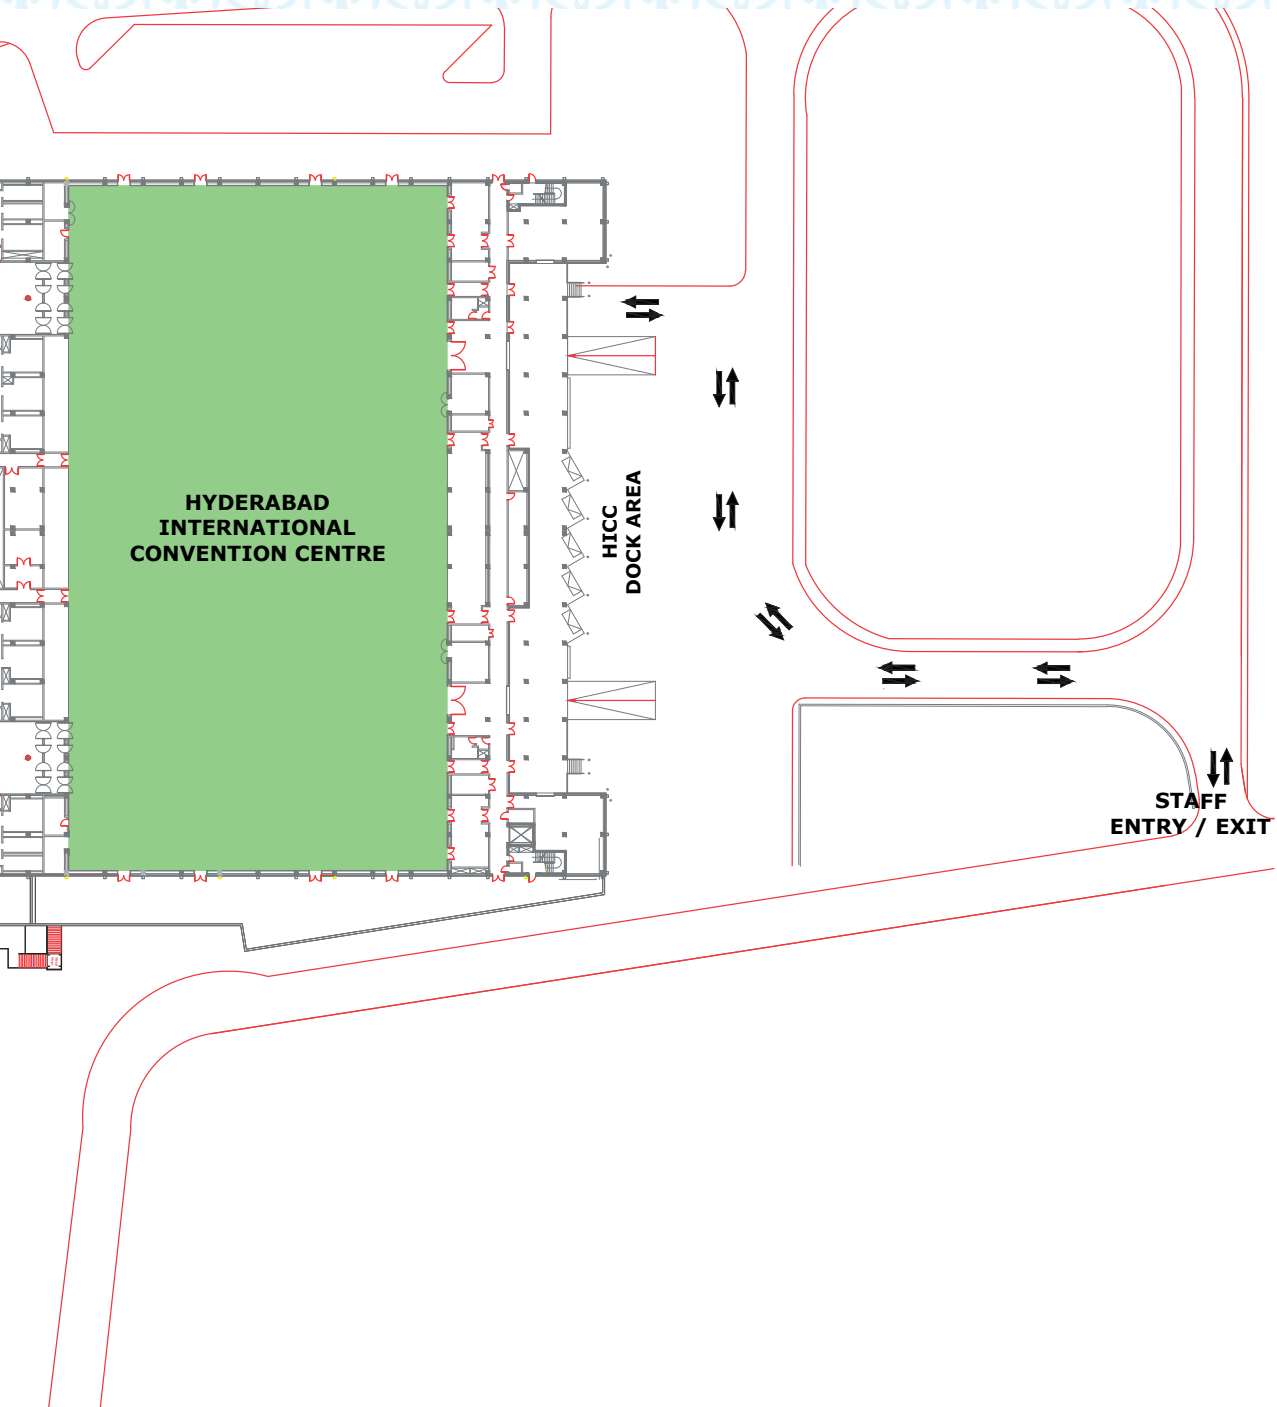 HYDERABAD
INTERNATIONAL
CONVENTION CENTRE
HICC
DOCK AREA
STAFF
ENTRY / EXIT